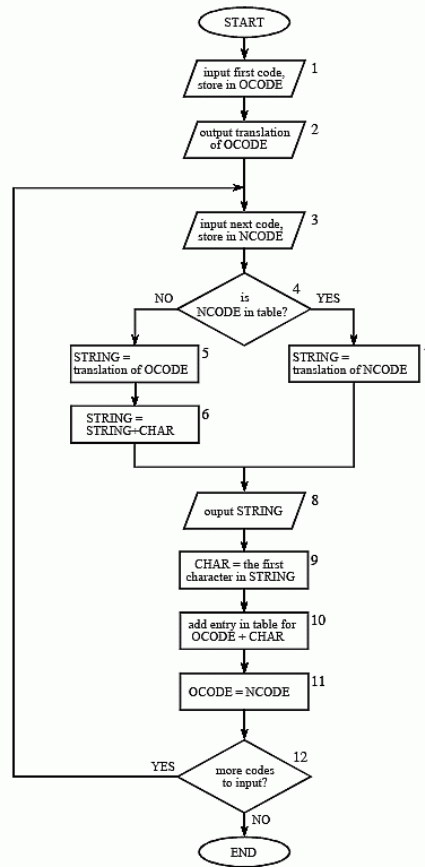 START
1
input first code,
store in OCODE
2
output translation
of OCODE
3
input next code,
store in NCODE
4
is
NCODE in table?
NO
YES
5
STRING =
translation of OCODE
STRING =
translation of NCODE
6
STRING =
STRING+CHAR
8
ouput STRING
9
CHAR = the first
character in STRING
10
add entry in table for
OCODE + CHAR
11
OCODE = NCODE
12
more codes
to input?
YES
NO
END